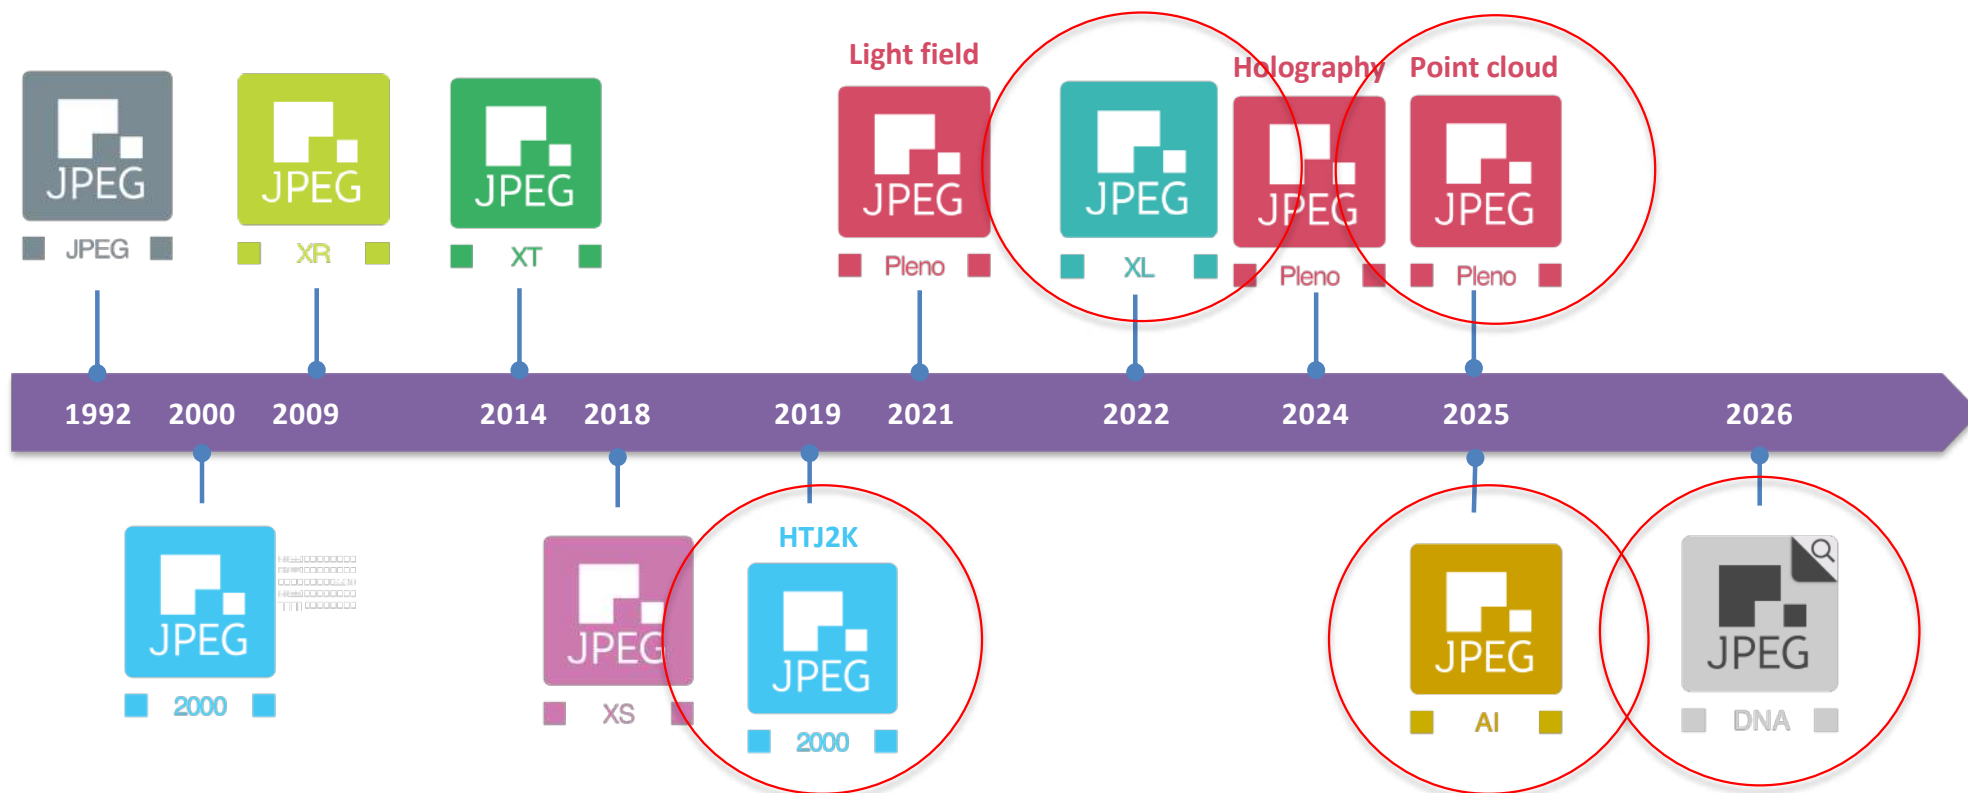 Light field
Holography
Point cloud
JPEG
JPEG
JPEG
JPEG
JPEG
JPEG
JPEG
JPEG
XR
XT
Pleno
XL
Pleno
Pleno
1992
2000
2009
2014
2018
2019
2021
2022
2024
2025
2026
HTJ2K
JPEG
JPEG
JPEG
JPEG
JPEG
2000
XS
2000
AI
DNA